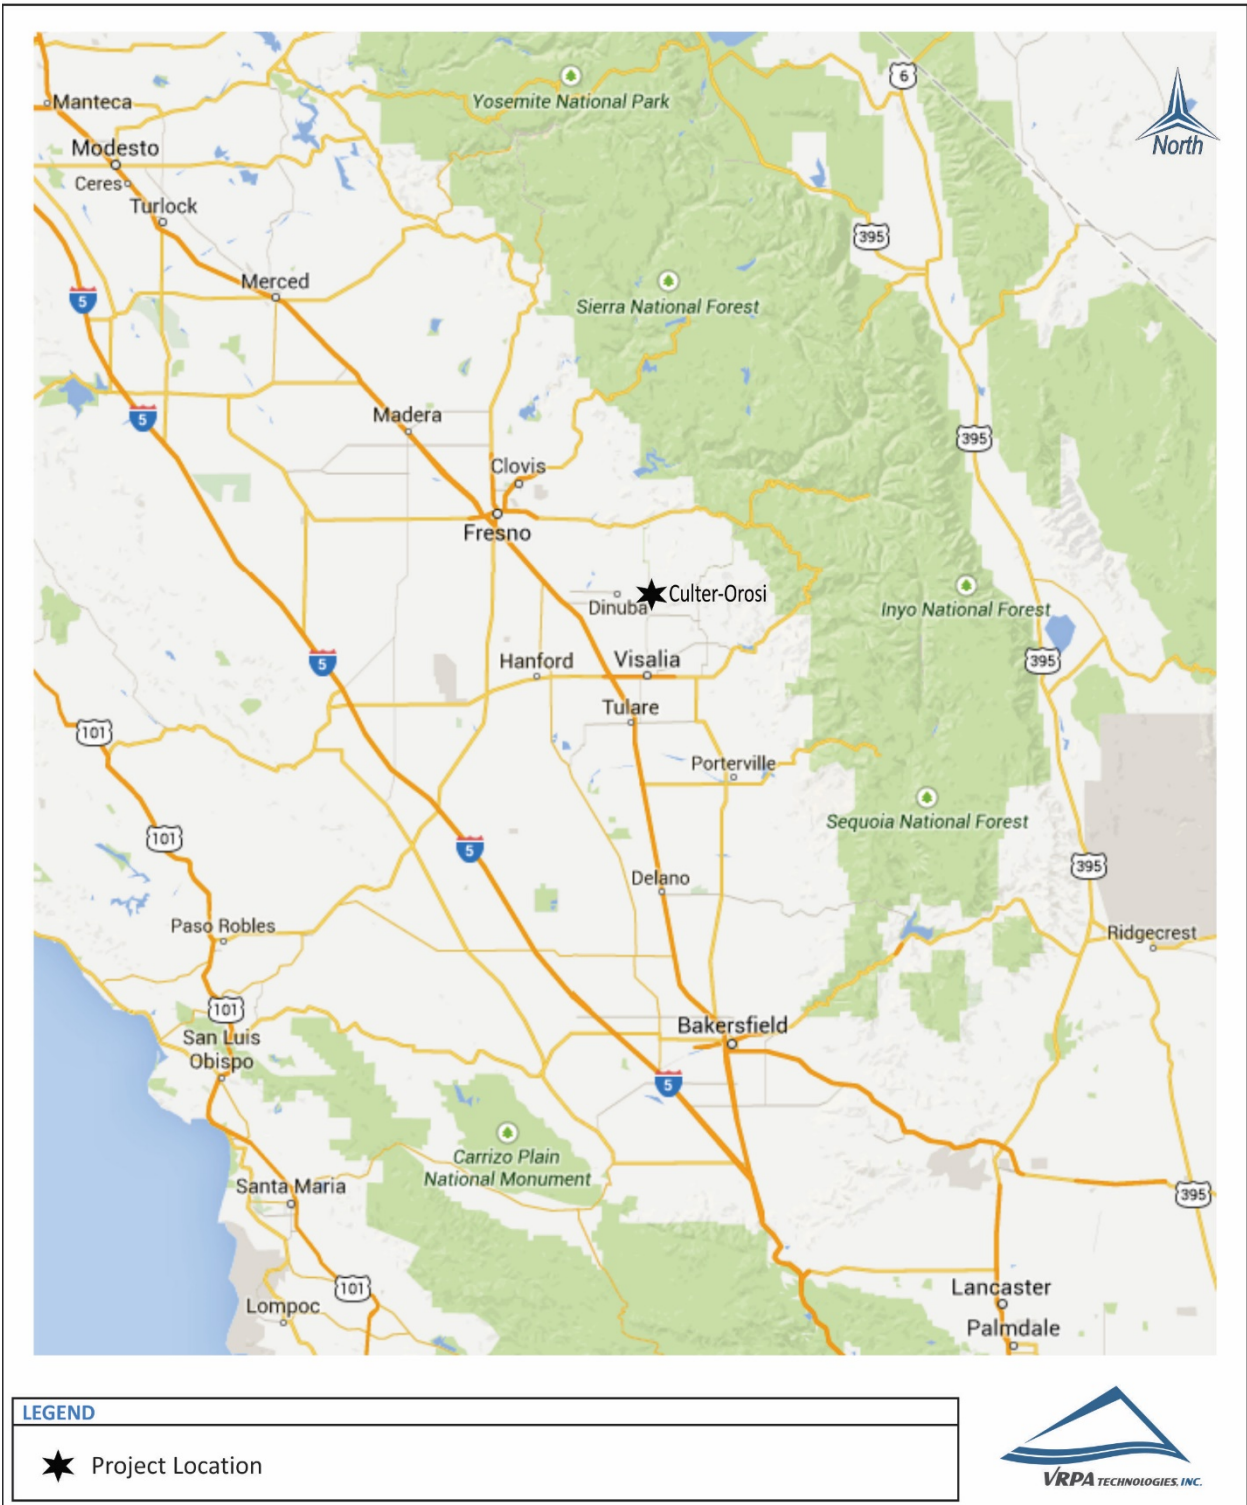 Manteca
Yosemite National Park
6
North
Modesto
Ceres
Turlock
395
Merced
5
Sierra National Forest
5
Madera
395
Clovis
Fresno
Culter-Orosi
Dinuba
Inyo National Forest
5
Hanford
Visalia
395
Tulare
101
Porterville
Sequoia National Forest
101
5
395
Delano
Paso Robles
Ridgecrest
101
San Luis
Obispo
Bakersfield
5
Carrizo Plain
National Monument
Santa Maria
395
101
Lancaster
Lompoc
Palmdale
LEGEND
Project Location
VRPA TECHNOLOGIES, INC.